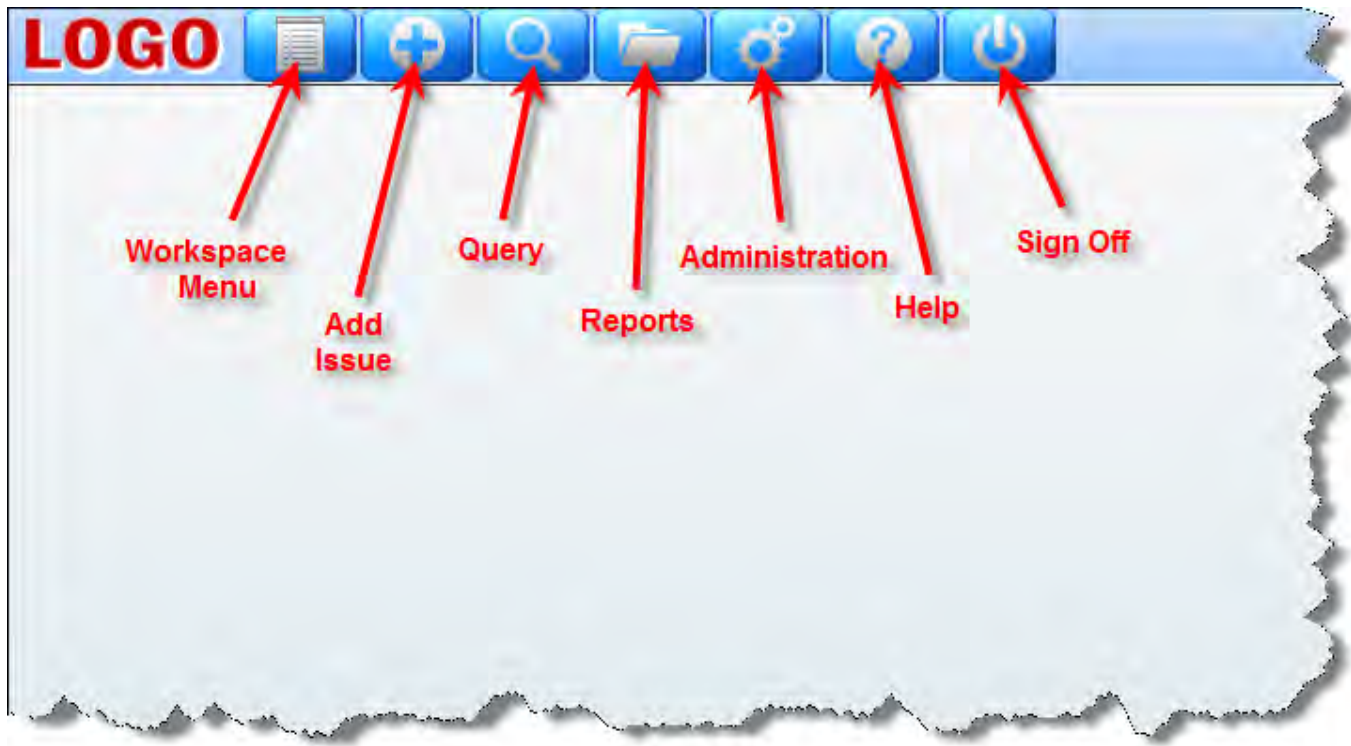 LOGO
Workspace
Menu
Add
Issue
Query
Reports
Administration
Help
Sign Off